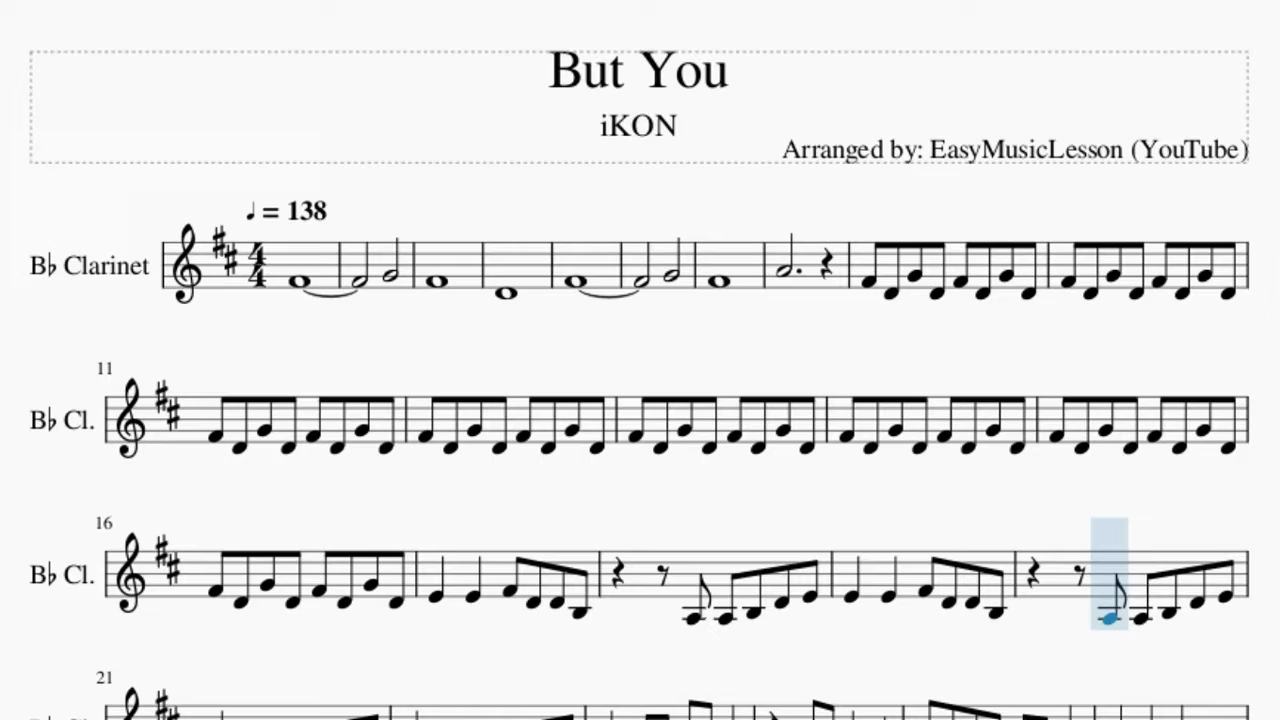 But You
iKON
Arranged by: EasyMusicLesson (YouTube)
♩ = 138
B♭ Clarinet
4/4
11
B♭ Cl.
16
B♭ Cl.
21